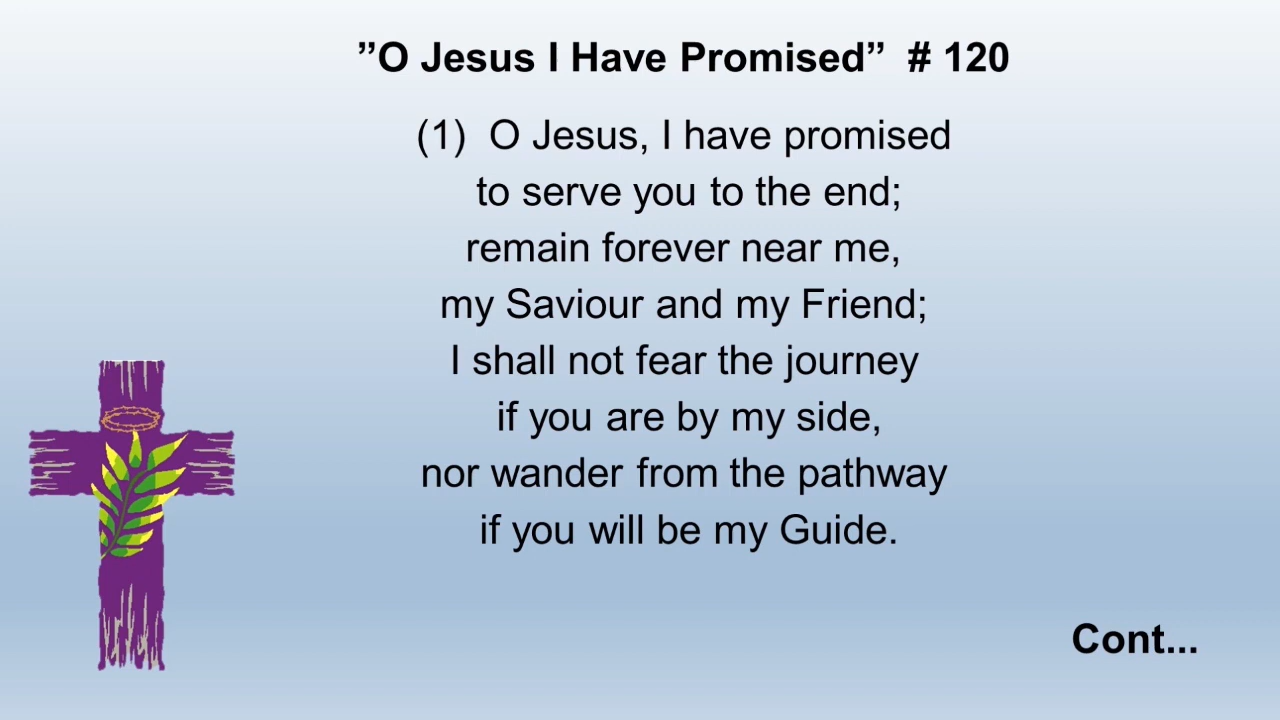 ”O Jesus I Have Promised” # 120
(1) O Jesus, I have promised
to serve you to the end;
remain forever near me,
my Saviour and my Friend;
I shall not fear the journey
if you are by my side,
nor wander from the pathway
if you will be my Guide.
Cont...